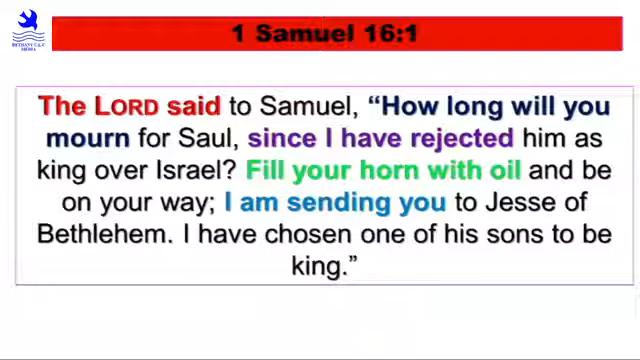 1 Samuel 16:1
BETHANY C.A.C
MEDIA
The LORD said to Samuel, “How long will you
mourn for Saul, since I have rejected him as
king over Israel? Fill your horn with oil and be
on your way; I am sending you to Jesse of
Bethlehem. I have chosen one of his sons to be
king.”